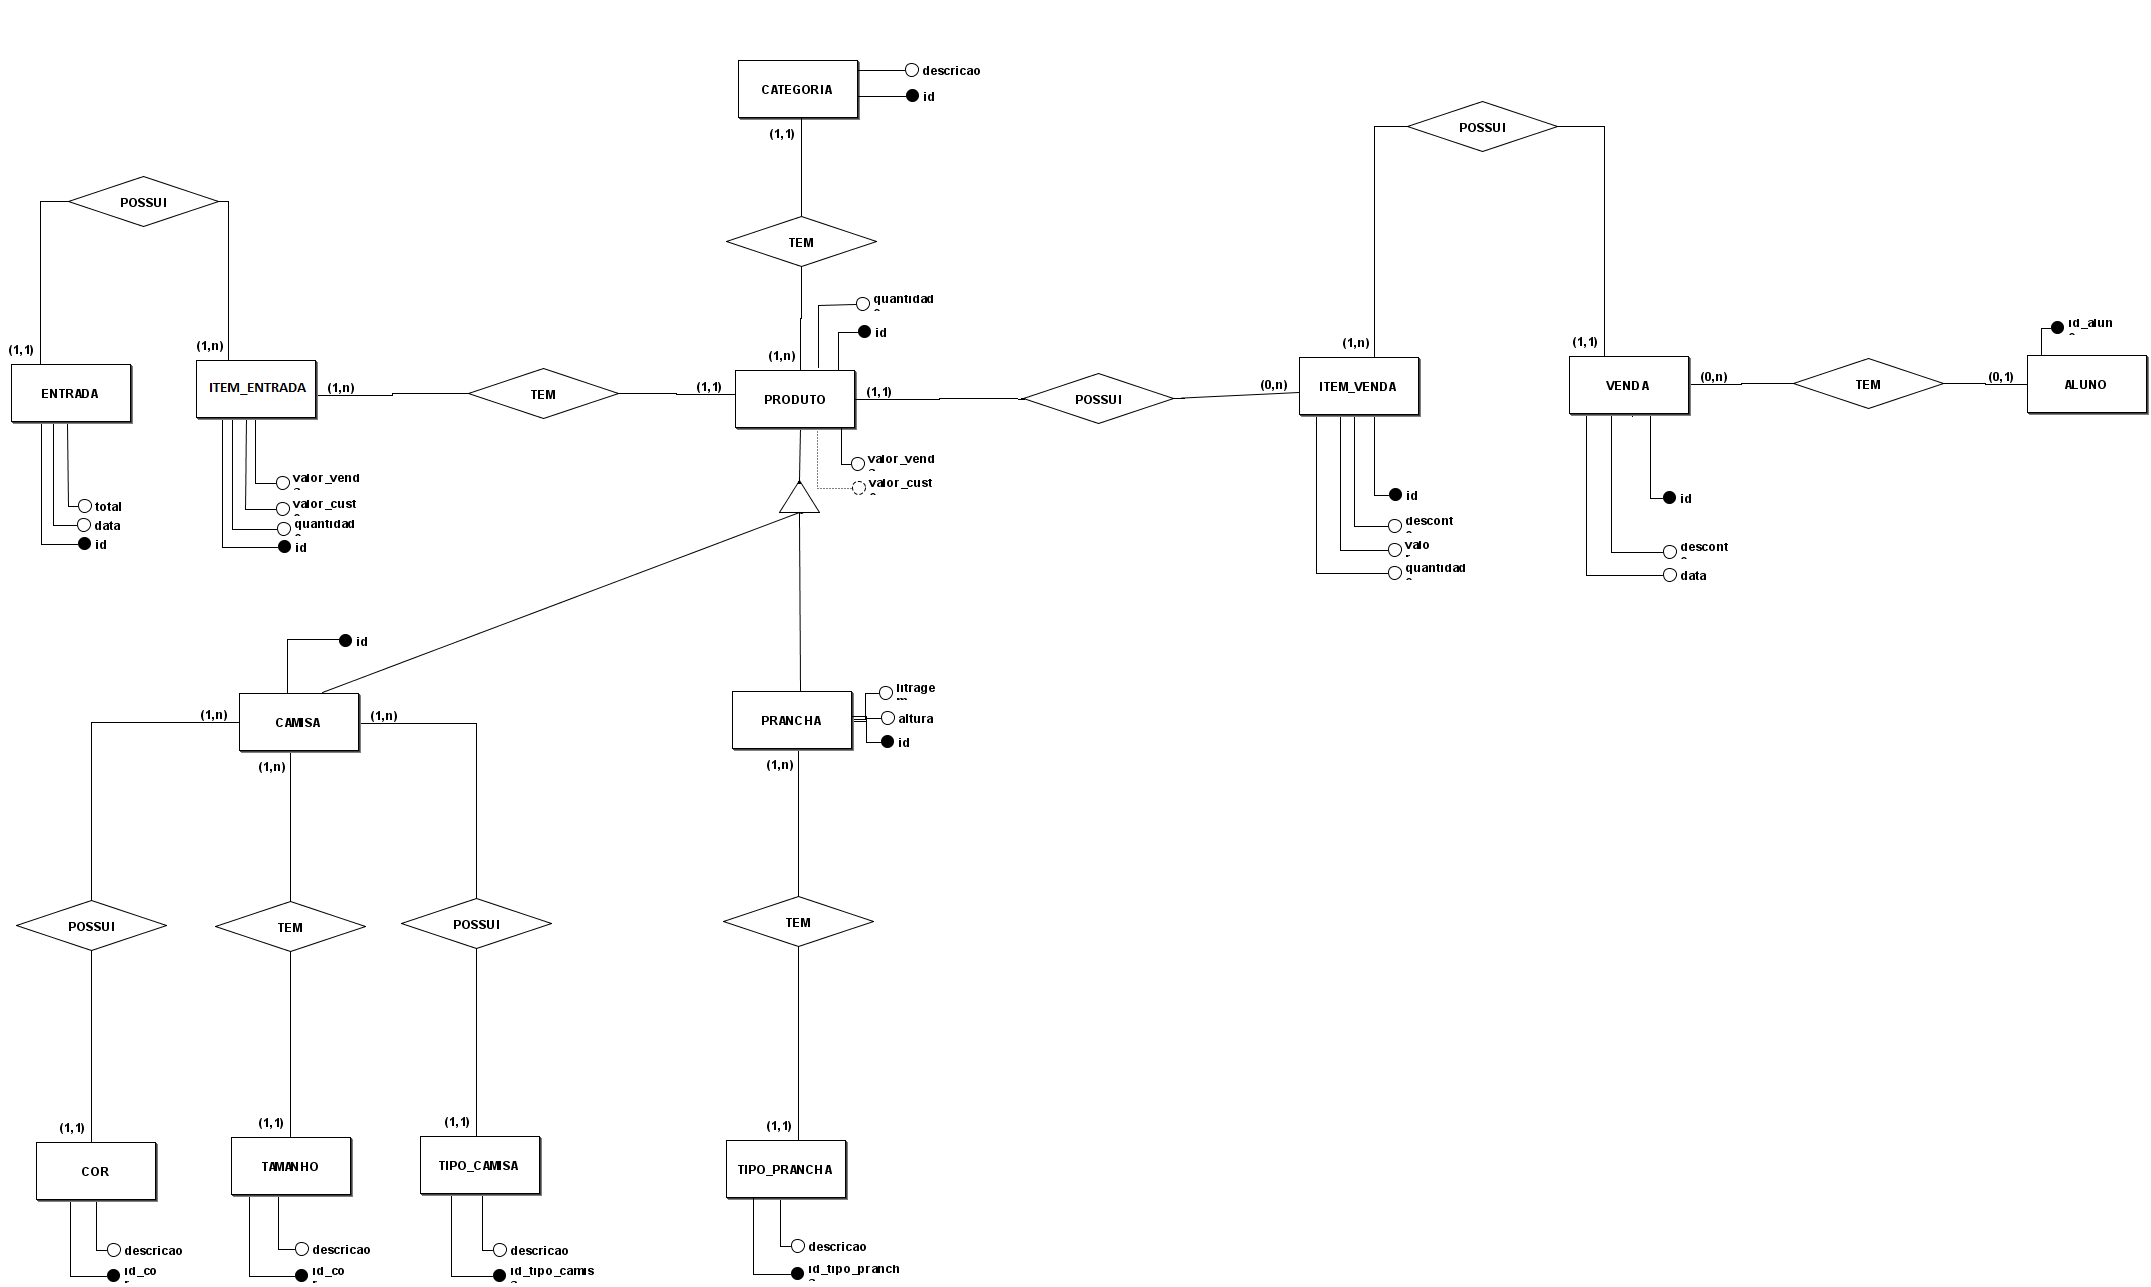 descricao
CATEGORIA
id
(1,1)
POSSUI
POSSUI
TEM
quantidad
id
id_alun
(1,1)
(1,n)
(1,n)
(1,n)
(1,1)
ENTRADA
ITEM_ENTRADA
(1,n)
TEM
(1,1)
PRODUTO
(1,1)
POSSUI
(0,n)
ITEM_VENDA
VENDA
(0,n)
TEM
(0,1)
ALUNO
valor_vend
valor_cust
quantidad
id
total
data
id
valor_vend
valor_cust
id
descont
valo
quantidad
id
descont
data
id
(1,n)
CAMISA
(1,n)
(1,n)
PRANCHA
litrage
altura
id
(1,n)
POSSUI
TEM
POSSUI
TEM
(1,1)
(1,1)
(1,1)
(1,1)
COR
TAMANHO
TIPO_CAMISA
TIPO_PRANCHA
descricao
id_co
descricao
id_co
descricao
id_tipo_camis
descricao
id_tipo_pranch